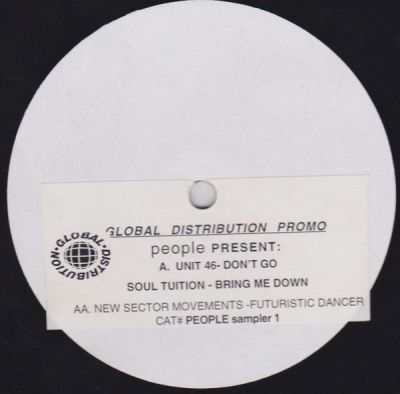 GLOBAL DISTRIBUTION PROMO
•GLOBAL•DISTRIBUTION
people PRESENT:
A. UNIT 46- DON'T GO
SOUL TUITION - BRING ME DOWN
AA. NEW SECTOR MOVEMENTS -FUTURISTIC DANCER
CAT# PEOPLE sampler 1